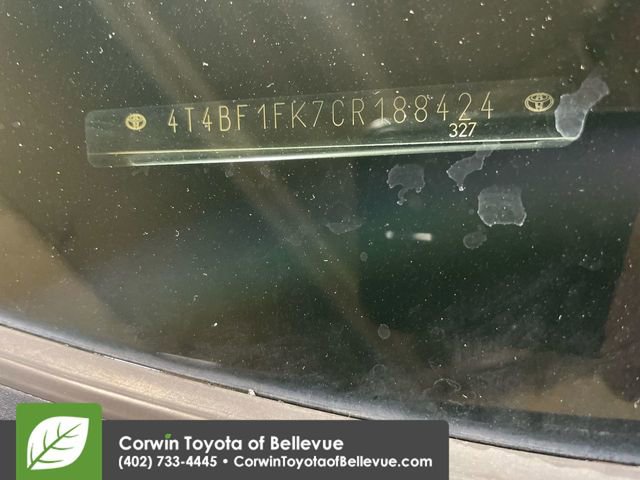 4T4BF1FK7CR188424
327
Corwin Toyota of Bellevue
(402) 733-4445 • CorwinToyotaofBellevue.com